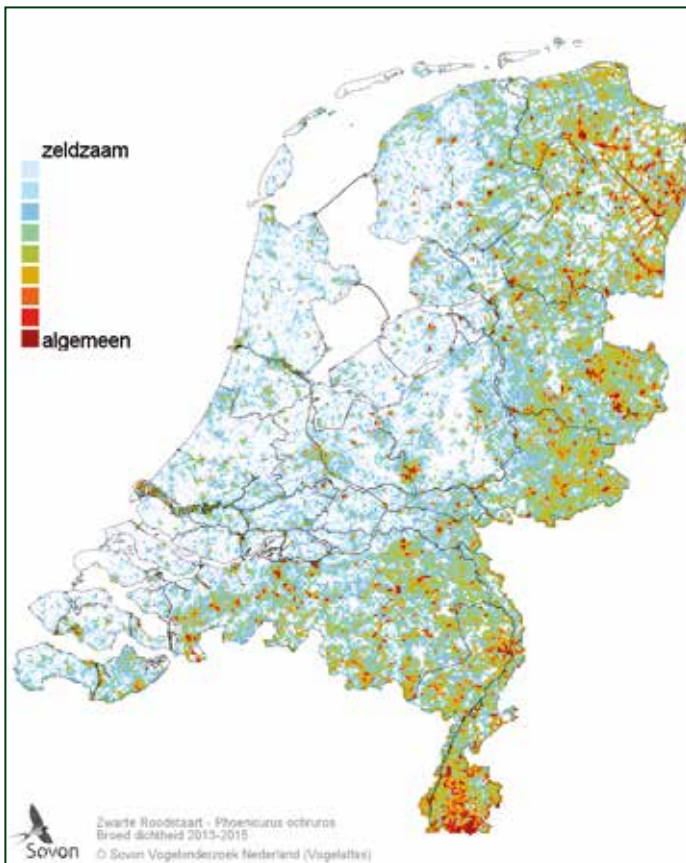 zeldzaam
algemeen
Zwarte Roodstaart - Phoenicurus ochruros
Broed dichtheid 2013-2015
© Sovon Vogelonderzoek Nederland (Vogelatlas)
Sovon